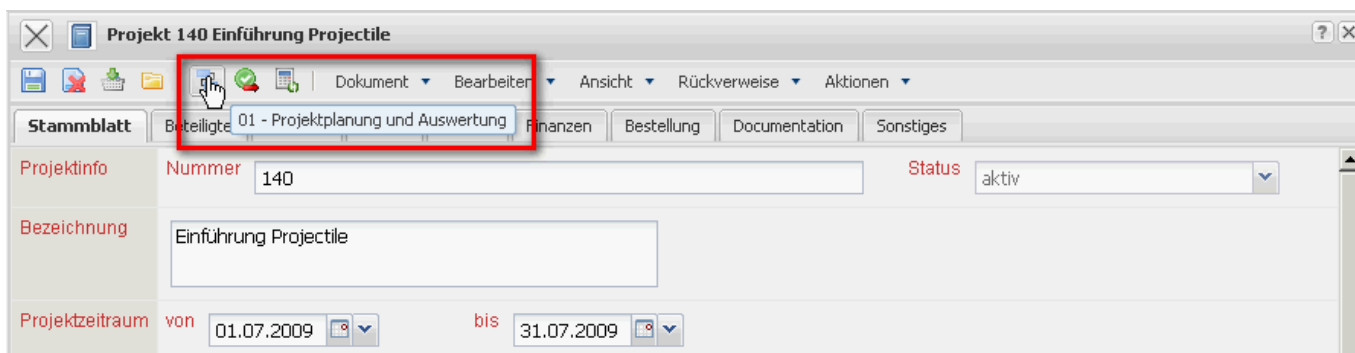 Projekt 140 Einführung Projectile
Dokument Bearbeiten Ansicht Rückverweise Aktionen
01 - Projektplanung und Auswertung
Stammblatt Beteiligte Finanzen Bestellung Documentation Sonstiges
Projektinfo Nummer 140 Status aktiv
Bezeichnung Einführung Projectile
Projektzeitraum von 01.07.2009 bis 31.07.2009